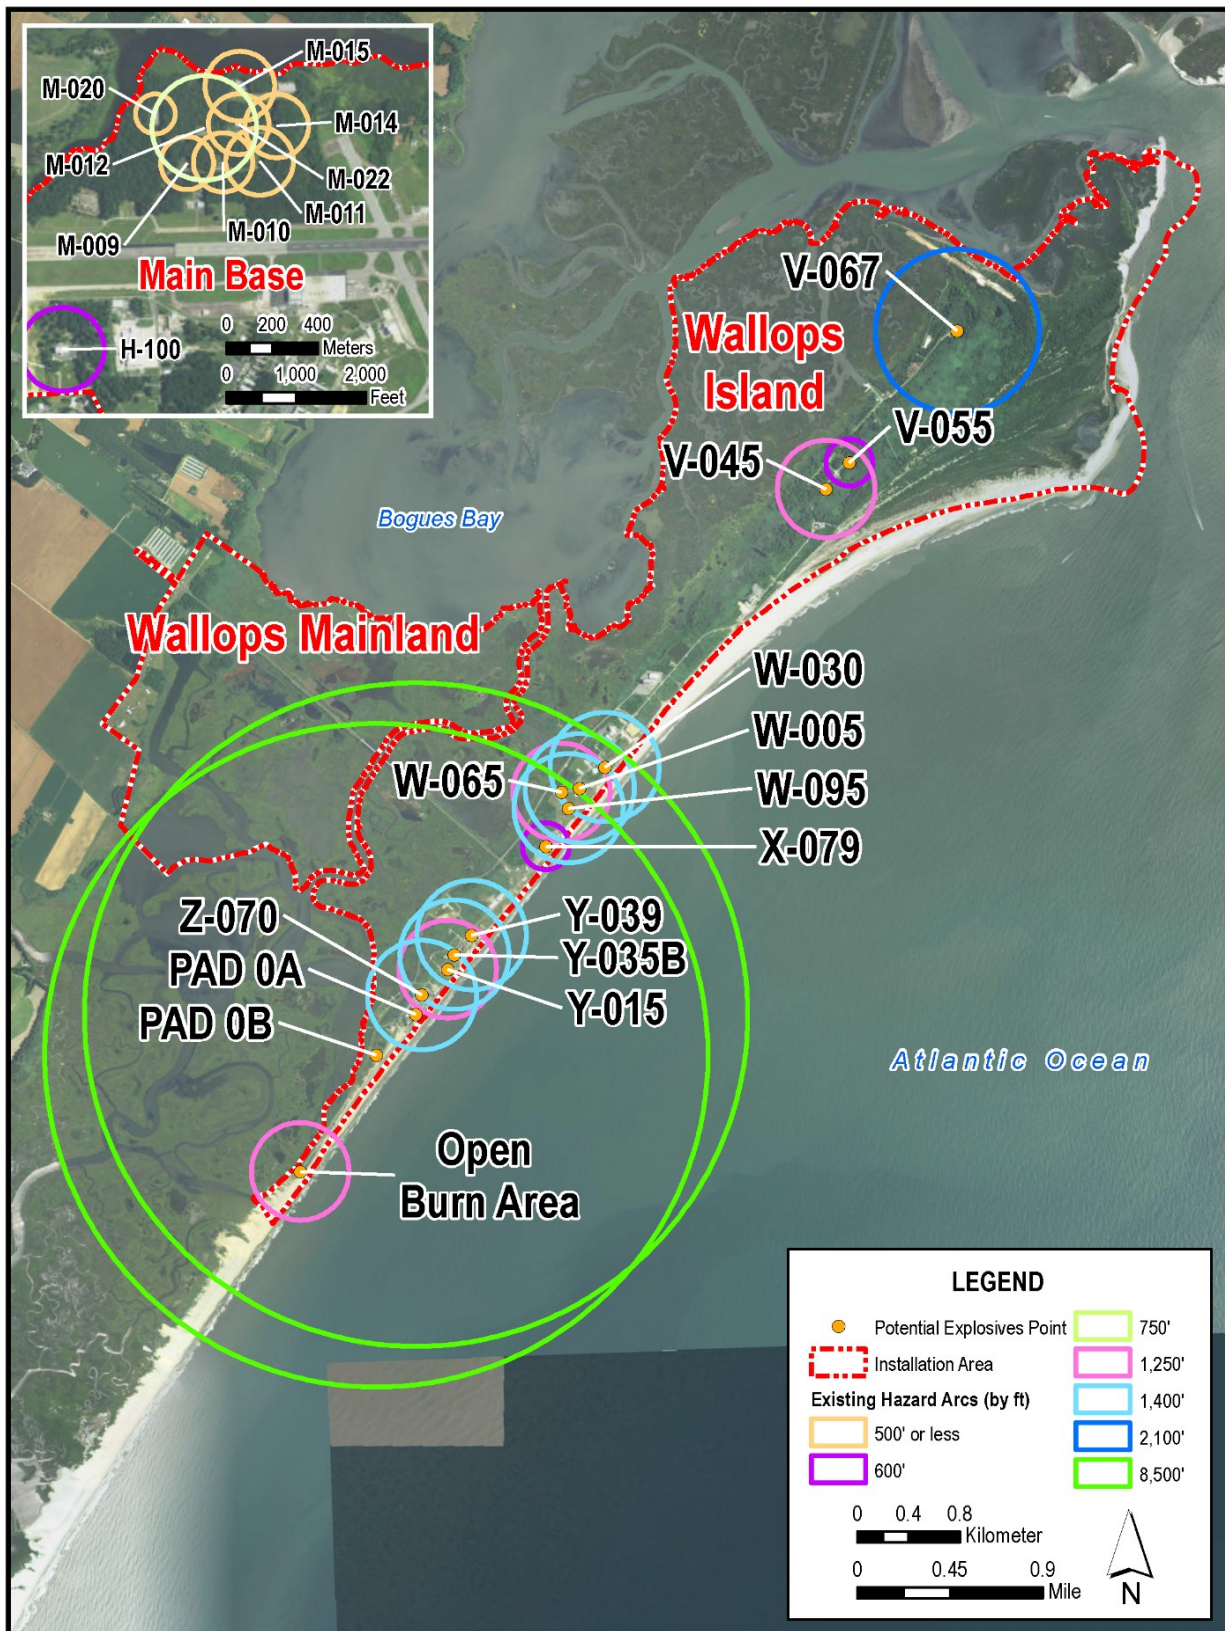 M-015
M-020
M-014
M-012
M-022
M-011
M-009
M-010
Main Base
0 200 400
Meters
H-100
0 1,000 2,000
Feet
V-067
Wallops
Island
V-055
V-045
Bogues Bay
Wallops Mainland
W-030
W-005
W-065
W-095
X-079
Z-070
Y-039
PAD 0A
Y-035B
PAD 0B
Y-015
Atlantic Ocean
Open
Burn Area
LEGEND
Potential Explosives Point
Installation Area
Existing Hazard Arcs (by ft)
500' or less
600'
750'
1,250'
1,400'
2,100'
8,500'
0 0.4 0.8
Kilometer
0 0.45 0.9
Mile
N